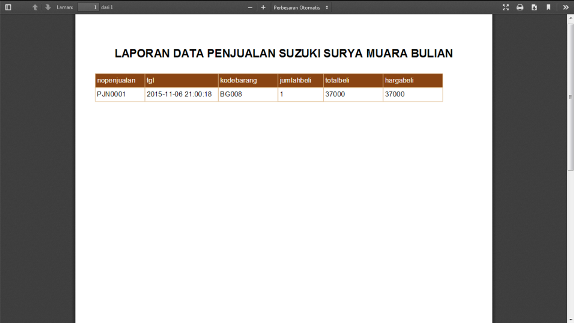 Laman: 1 dari 1 Perbesaran Otomatis
LAPORAN DATA PENJUALAN SUZUKI SURYA MUARA BULIAN
nopenjualan tgl kodebarang jumlahbeli totalbeli hargabeli
PJN0001 2015-11-06 21:00:18 BG008 1 37000 37000